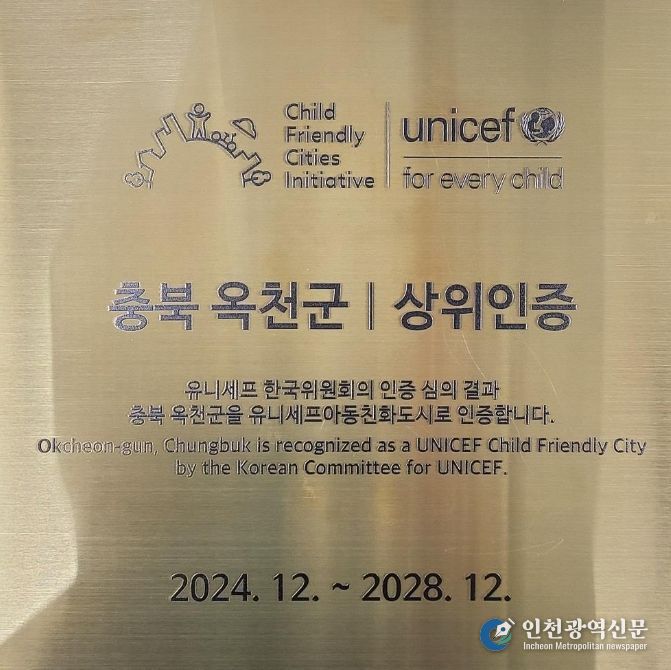 Child
Friendly
Cities
Initiative
unicef
for every child
충북 옥천군 | 상위인증
유니세프 한국위원회의 인증 심의 결과
충북 옥천군을 유니세프아동친화도시로 인증합니다.
Okcheon-gun, Chungbuk is recognized as a UNICEF Child Friendly City
by the Korean Committee for UNICEF.
2024. 12. ~ 2028. 12.
인천광역신문
Incheon Metropolitan newspaper